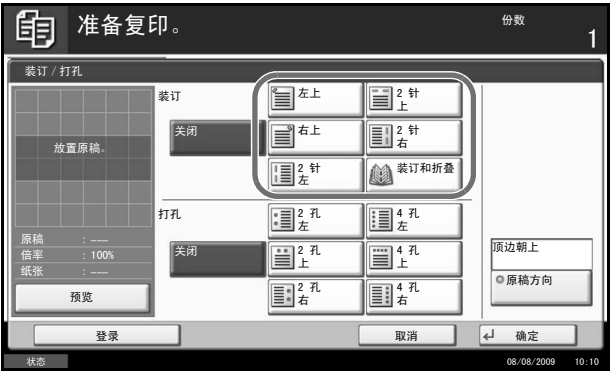 准备复印。
份数
1
装订 / 打孔
放置原稿。
原稿 : ---
倍率 : 100%
纸张 : ---
预览
装订
关闭
左上
2 针
上
右上
2 针
右
2 针
左
装订和折叠
打孔
关闭
2 孔
左
4 孔
左
2 孔
上
4 孔
上
2 孔
右
4 孔
右
顶边朝上
原稿方向
登录
取消
确定
状态
08/08/2009 10:10